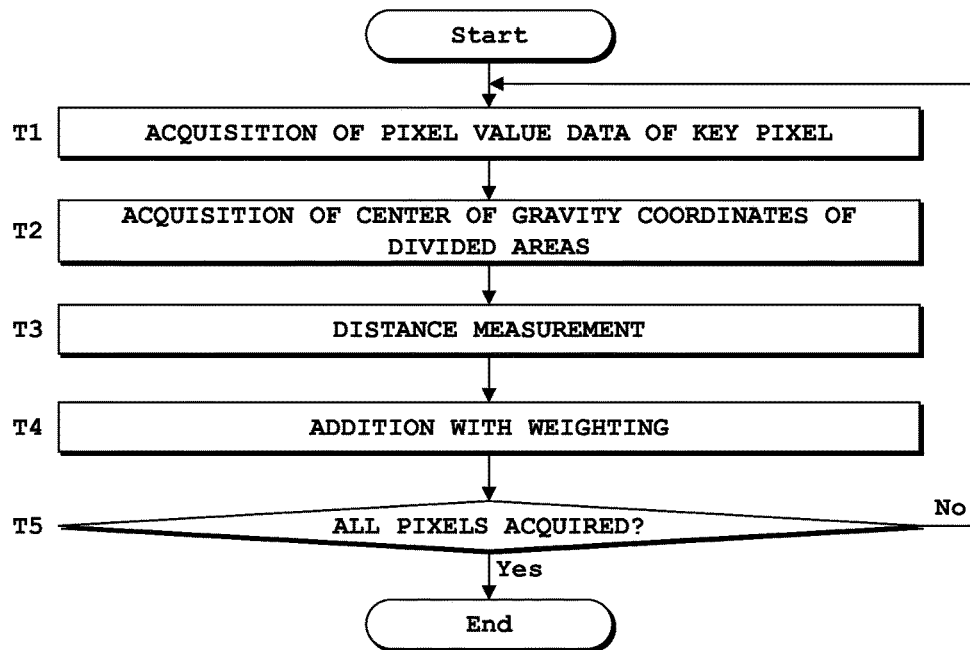 Start
T1 ACQUISITION OF PIXEL VALUE DATA OF KEY PIXEL
T2 ACQUISITION OF CENTER OF GRAVITY COORDINATES OF
DIVIDED AREAS
T3 DISTANCE MEASUREMENT
T4 ADDITION WITH WEIGHTING
T5 ALL PIXELS ACQUIRED?
No
Yes
End